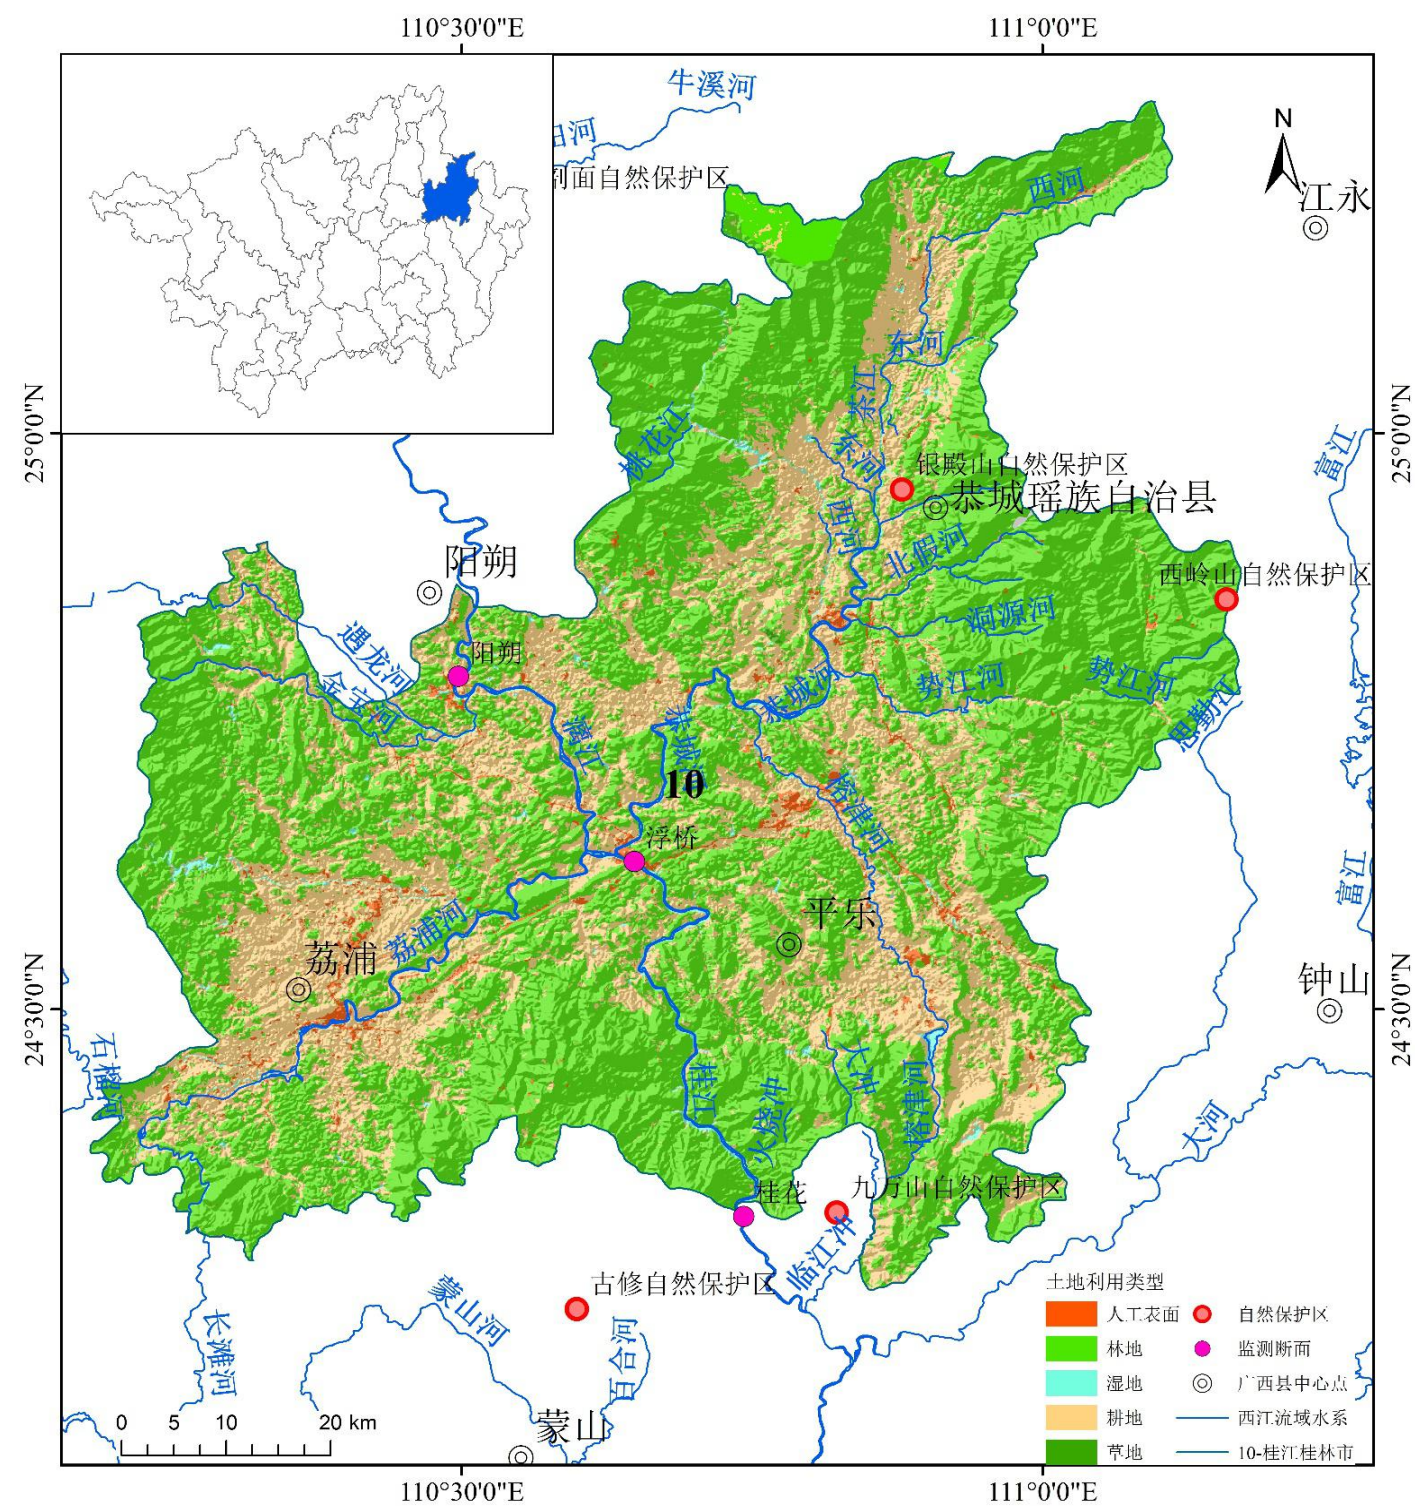 110°30'0"E
111°0'0"E
牛溪河
阳河
剖面自然保护区
N
江永
西河
东河
茶江
25°0'0"N
25°0'0"N
富江
桃花江
东河
银殿山自然保护区
恭城瑶族自治县
西河
北假河
阳朔
西岭山自然保护区
洞源河
遇龙河
阳朔
金宝河
势江河
势江河
恭城河
思勤江
漓江
恭城河
10
榕津河
浮桥
富江
平乐
荔浦河
荔浦
钟山
24°30'0"N
24°30'0"N
石榴河
大冲
桂江
火烧冲
榕津河
大河
桂花
九万山自然保护区
临江冲
古修自然保护区
蒙山河
长滩河
百合河
蒙山
土地利用类型
人工表面
自然保护区
林地
监测断面
湿地
广西县中心点
耕地
西江流域水系
草地
10-桂江桂林市
0 5 10 20 km
110°30'0"E
111°0'0"E